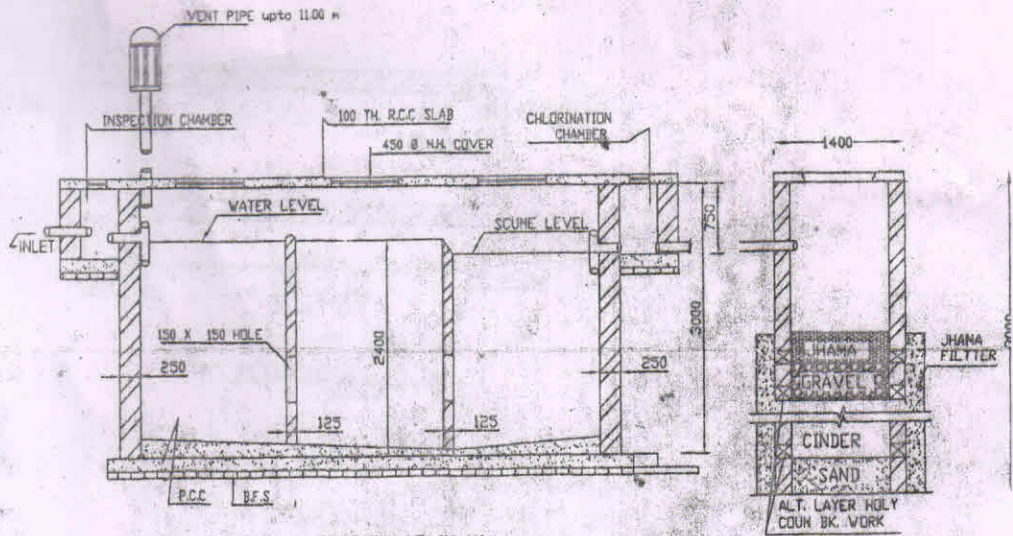 VENT PIPE upto 11.00 m
INSPECTION CHAMBER
100 TH. R.C.C SLAB
450 Ø N.H. COVER
CHLORINATION
CHAMBER
1400
WATER LEVEL
SCUME LEVEL
INLET
750
3000
2400
150 X 150 HOLE
250
250
125
125
P.C.C
B.F.S
JHAMA
GRAVEL
JHAMA
FILTTER
CINDER
SAND
ALT. LAYER HOLY
COUN BK. WORK